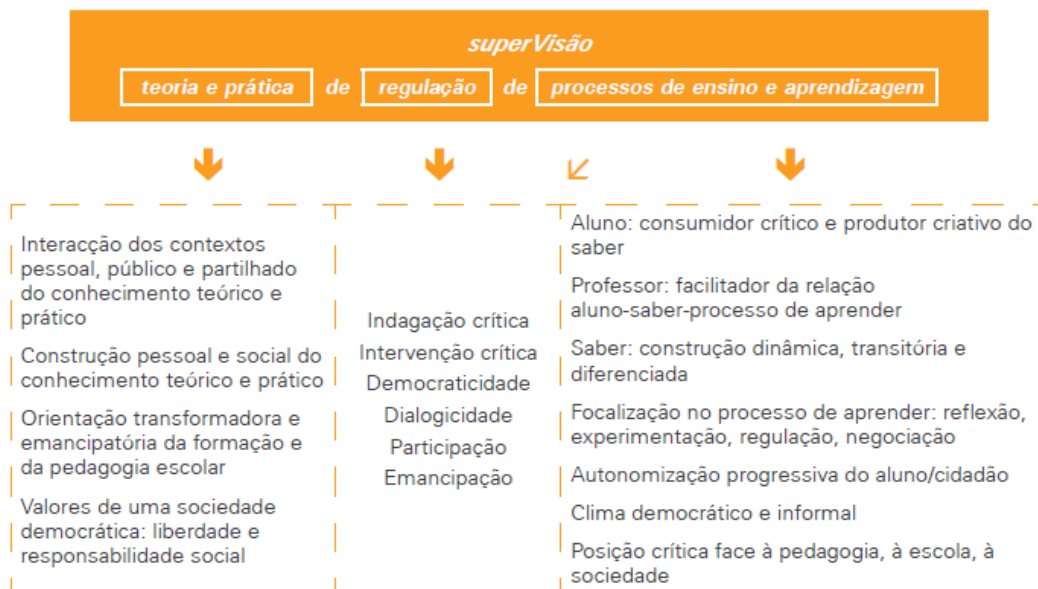 superVisão
teoria e prática de regulação de processos de ensino e aprendizagem
Interacção dos contextos
pessoal, público e partilhado
do conhecimento teórico e
prático
Construção pessoal e social do
conhecimento teórico e prático
Orientação transformadora e
emancipatória da formação e
da pedagogia escolar
Valores de uma sociedade
democrática: liberdade e
responsabilidade social
Indagação crítica
Intervenção crítica
Democraticidade
Dialogicidade
Participação
Emancipação
Aluno: consumidor crítico e produtor criativo do
saber
Professor: facilitador da relação
aluno-saber-processo de aprender
Saber: construção dinâmica, transitória e
diferenciada
Focalização no processo de aprender: reflexão,
experimentação, regulação, negociação
Autonomização progressiva do aluno/cidadão
Clima democrático e informal
Posição crítica face à pedagogia, à escola, à
sociedade